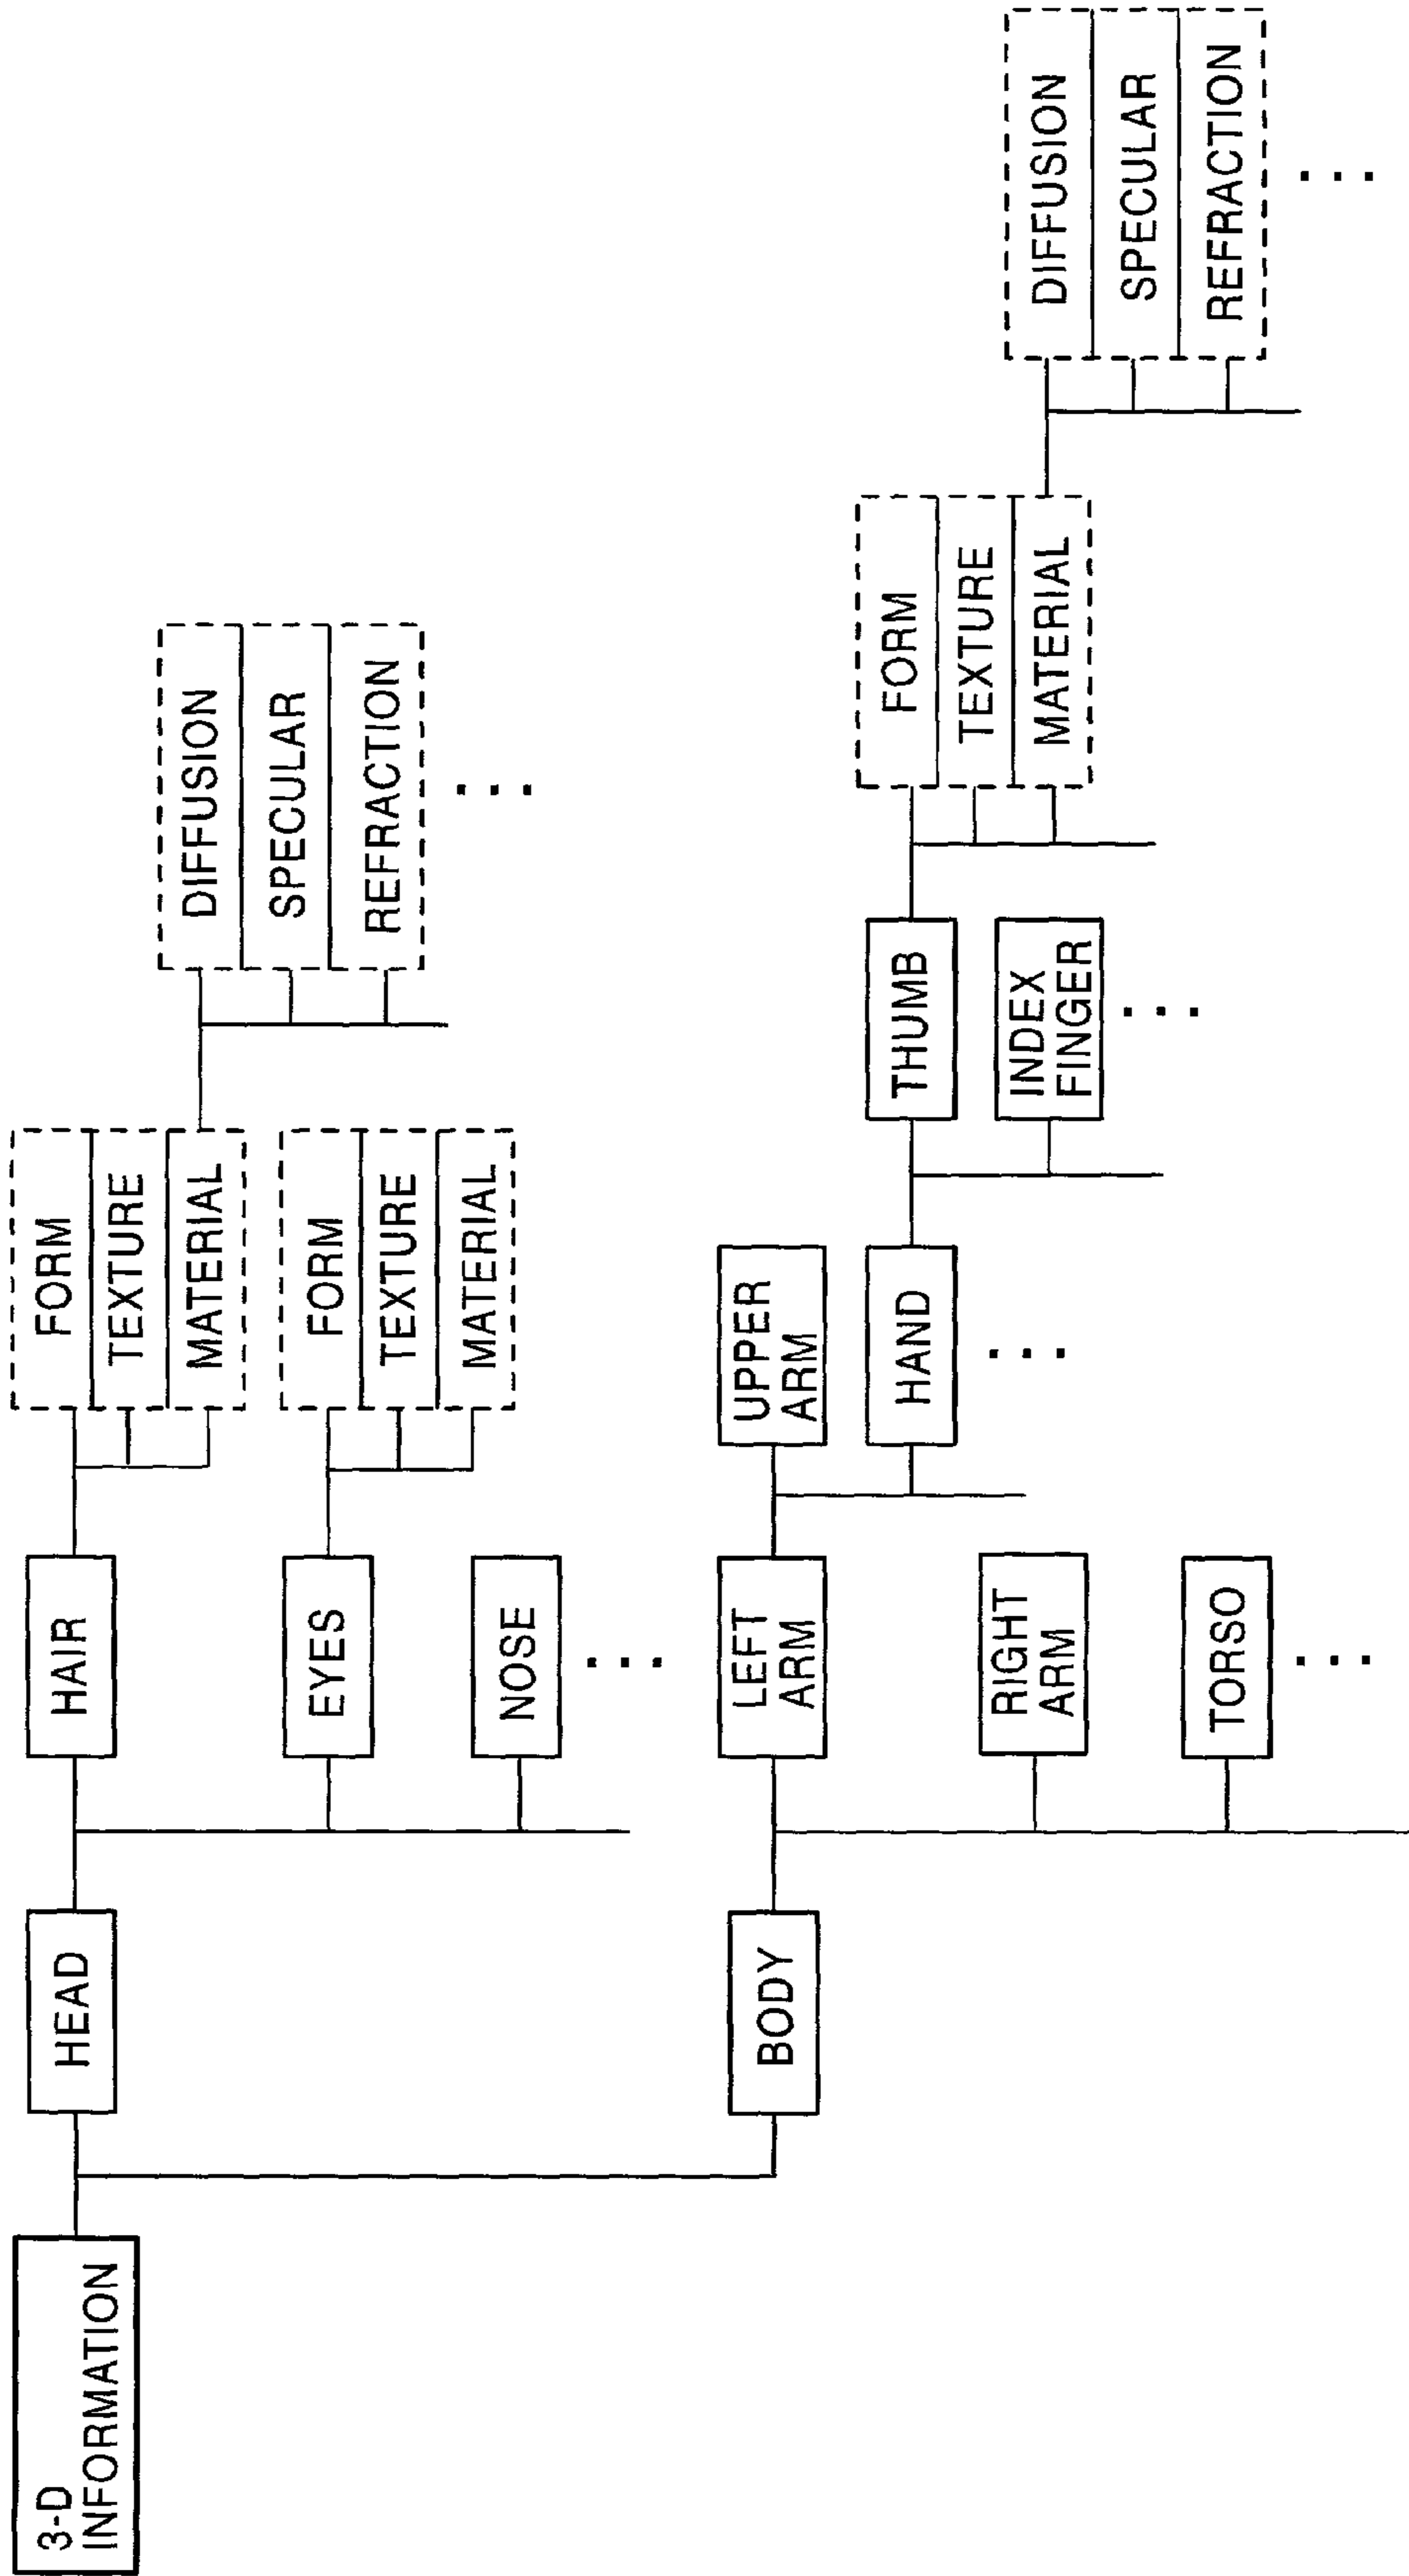 3-D
INFORMATION
HEAD
HAIR
FORM
TEXTURE
MATERIAL
DIFFUSION
SPECULAR
REFRACTION
...
EYES
FORM
TEXTURE
MATERIAL
NOSE
...
BODY
LEFT
ARM
UPPER
ARM
HAND
...
THUMB
FORM
TEXTURE
MATERIAL
DIFFUSION
SPECULAR
REFRACTION
...
INDEX
FINGER
...
RIGHT
ARM
TORSO
...